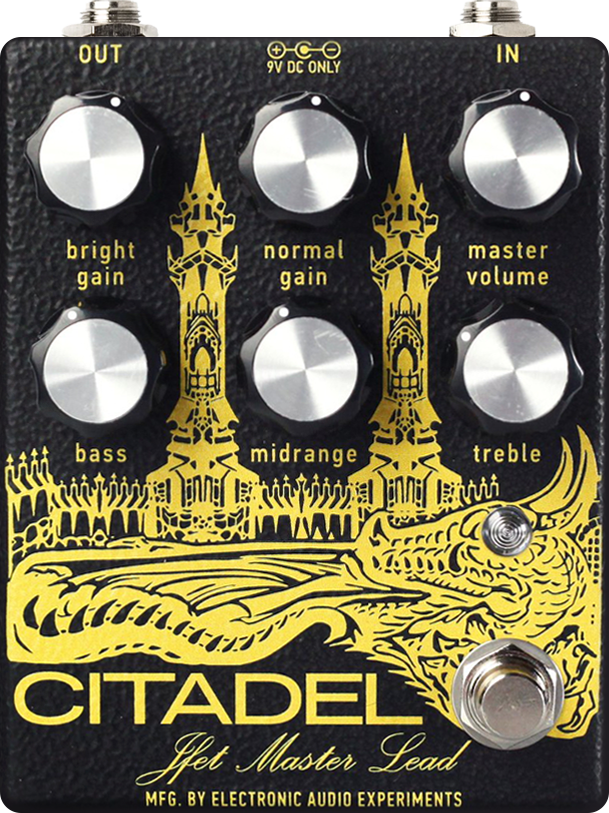 OUT
IN
9V DC ONLY
bright
gain
normal
gain
master
volume
bass
midrange
treble
CITADEL
Jfet Master Lead
MFG. BY ELECTRONIC AUDIO EXPERIMENTS